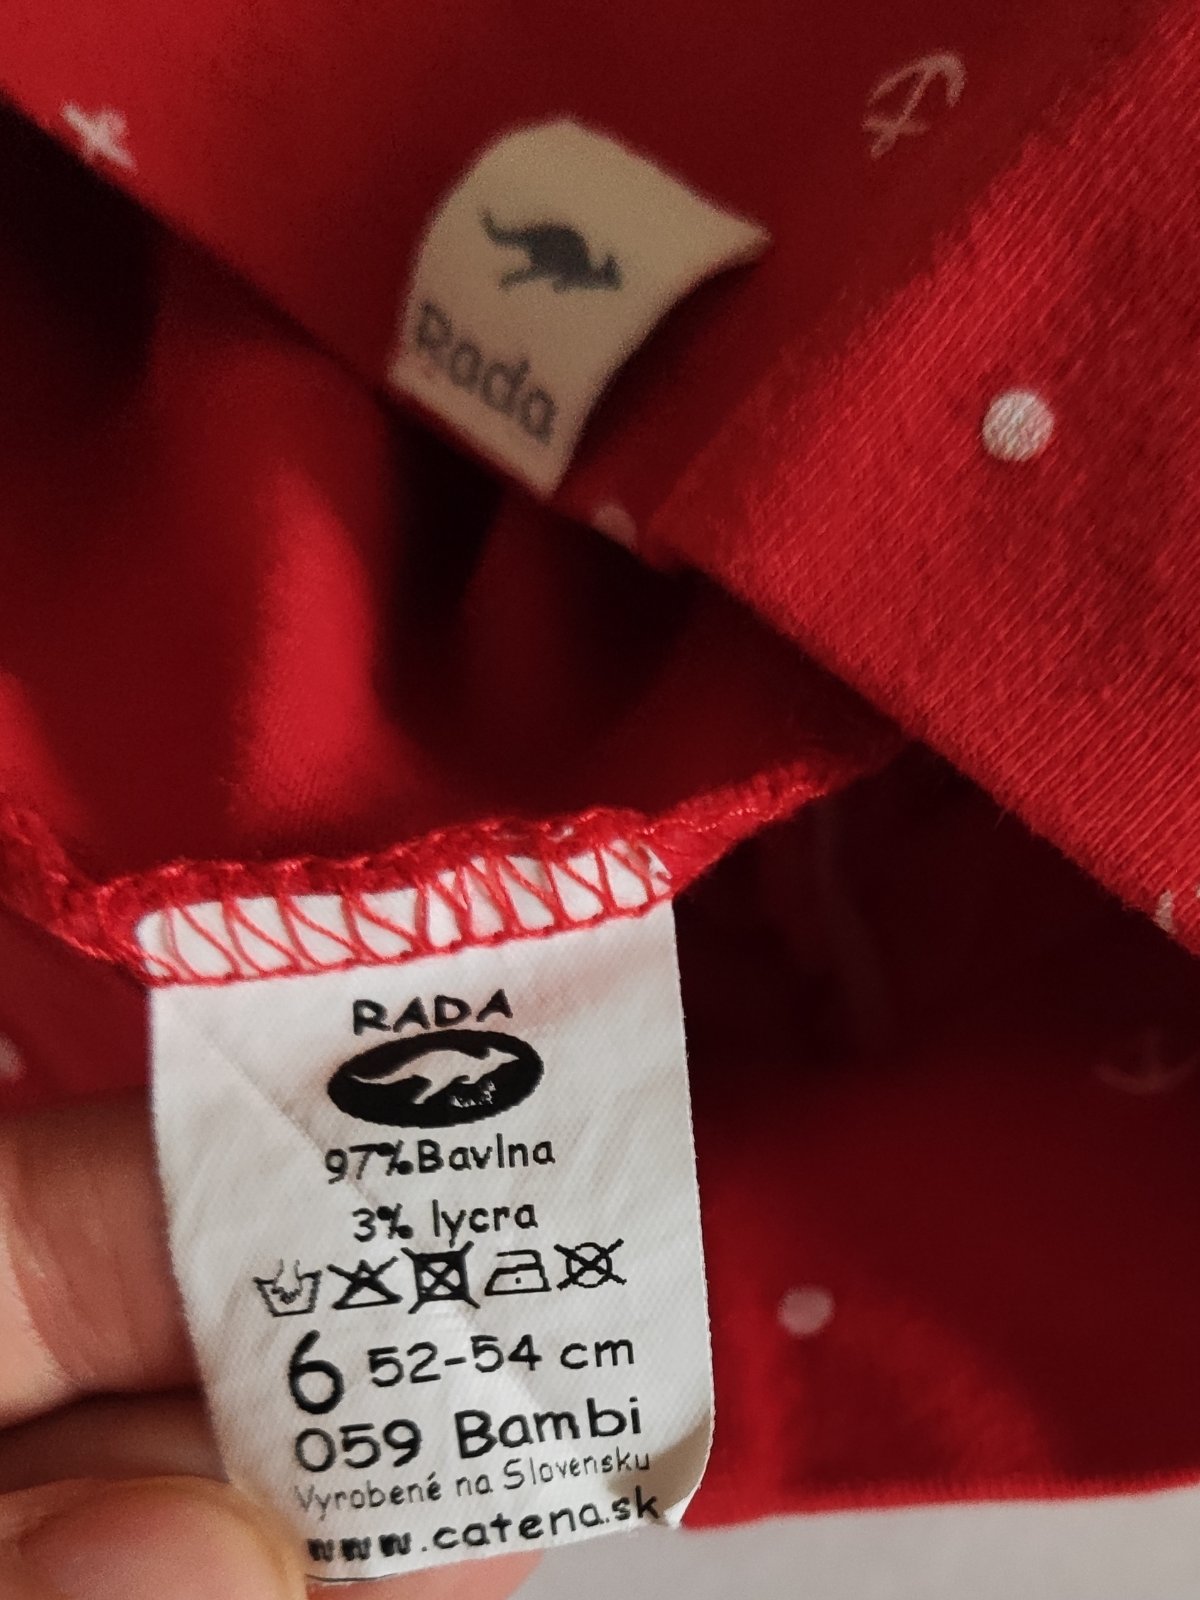 Rada
RADA
97% Bavlna
3% lycra
6 52-54 cm
059 Bambi
Vyrobené na Slovensku
www.catena.sk